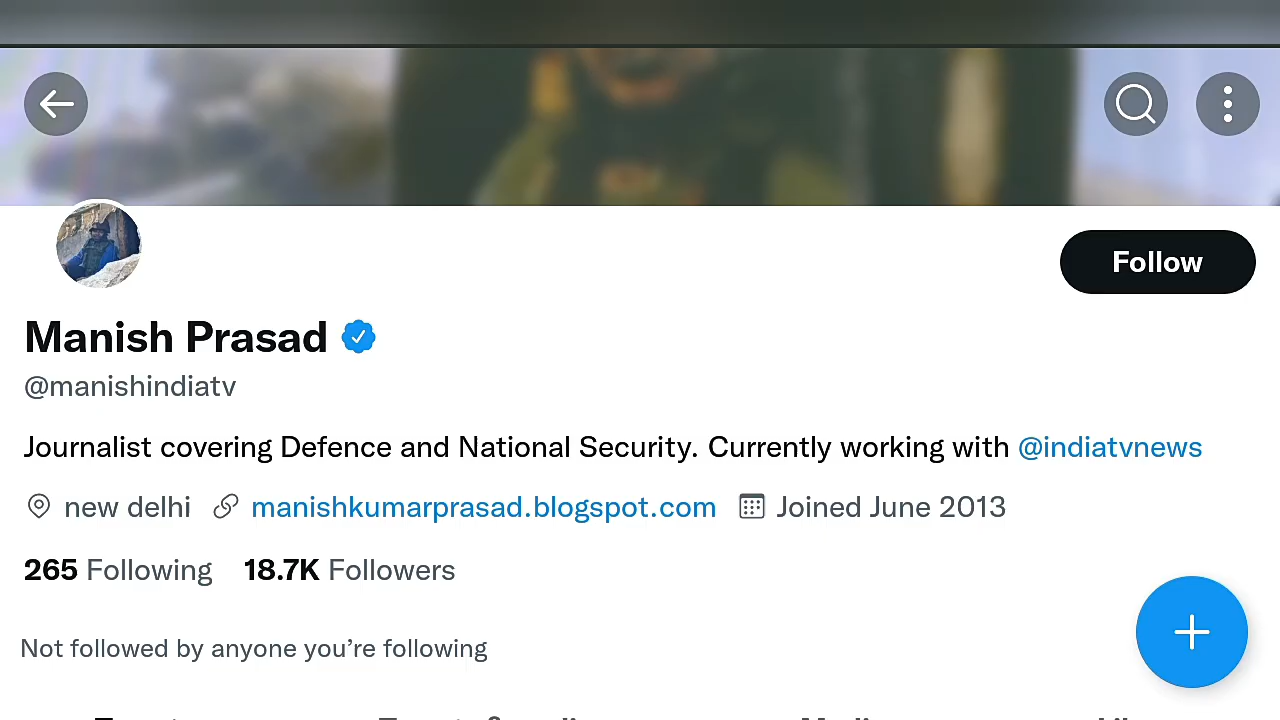 Follow
Manish Prasad
@manishindiatv
Journalist covering Defence and National Security. Currently working with @indiatvnews
new delhi manishkumarprasad.blogspot.com Joined June 2013
265 Following 18.7K Followers
Not followed by anyone you’re following